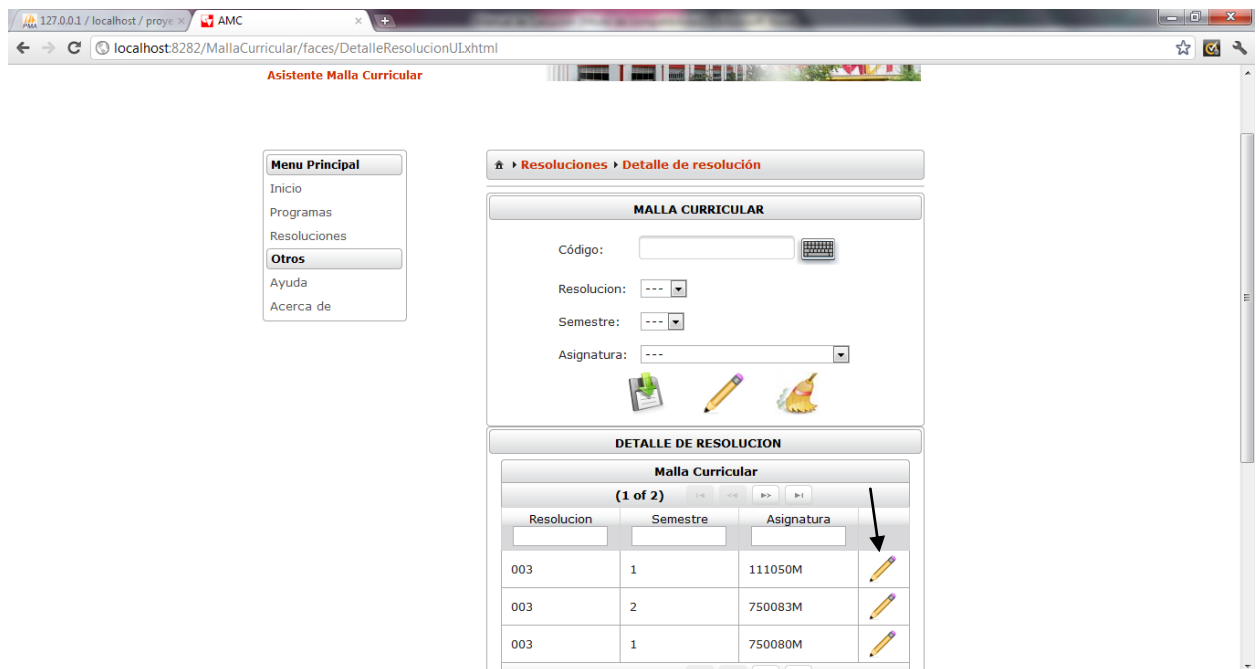 127.0.0.1 / localhost / proye
AMC
localhost:8282/MallaCurricular/faces/DetalleResolucionUI.xhtml
Asistente Malla Curricular
Menu Principal
Inicio
Programas
Resoluciones
Otros
Ayuda
Acerca de
Resoluciones Detalle de resolución
MALLA CURRICULAR
Código:
Resolucion: ---
Semestre: ---
Asignatura: ---
DETALLE DE RESOLUCION
Malla Curricular
(1 of 2)
Resolucion Semestre Asignatura
003 1 111050M
003 2 750083M
003 1 750080M